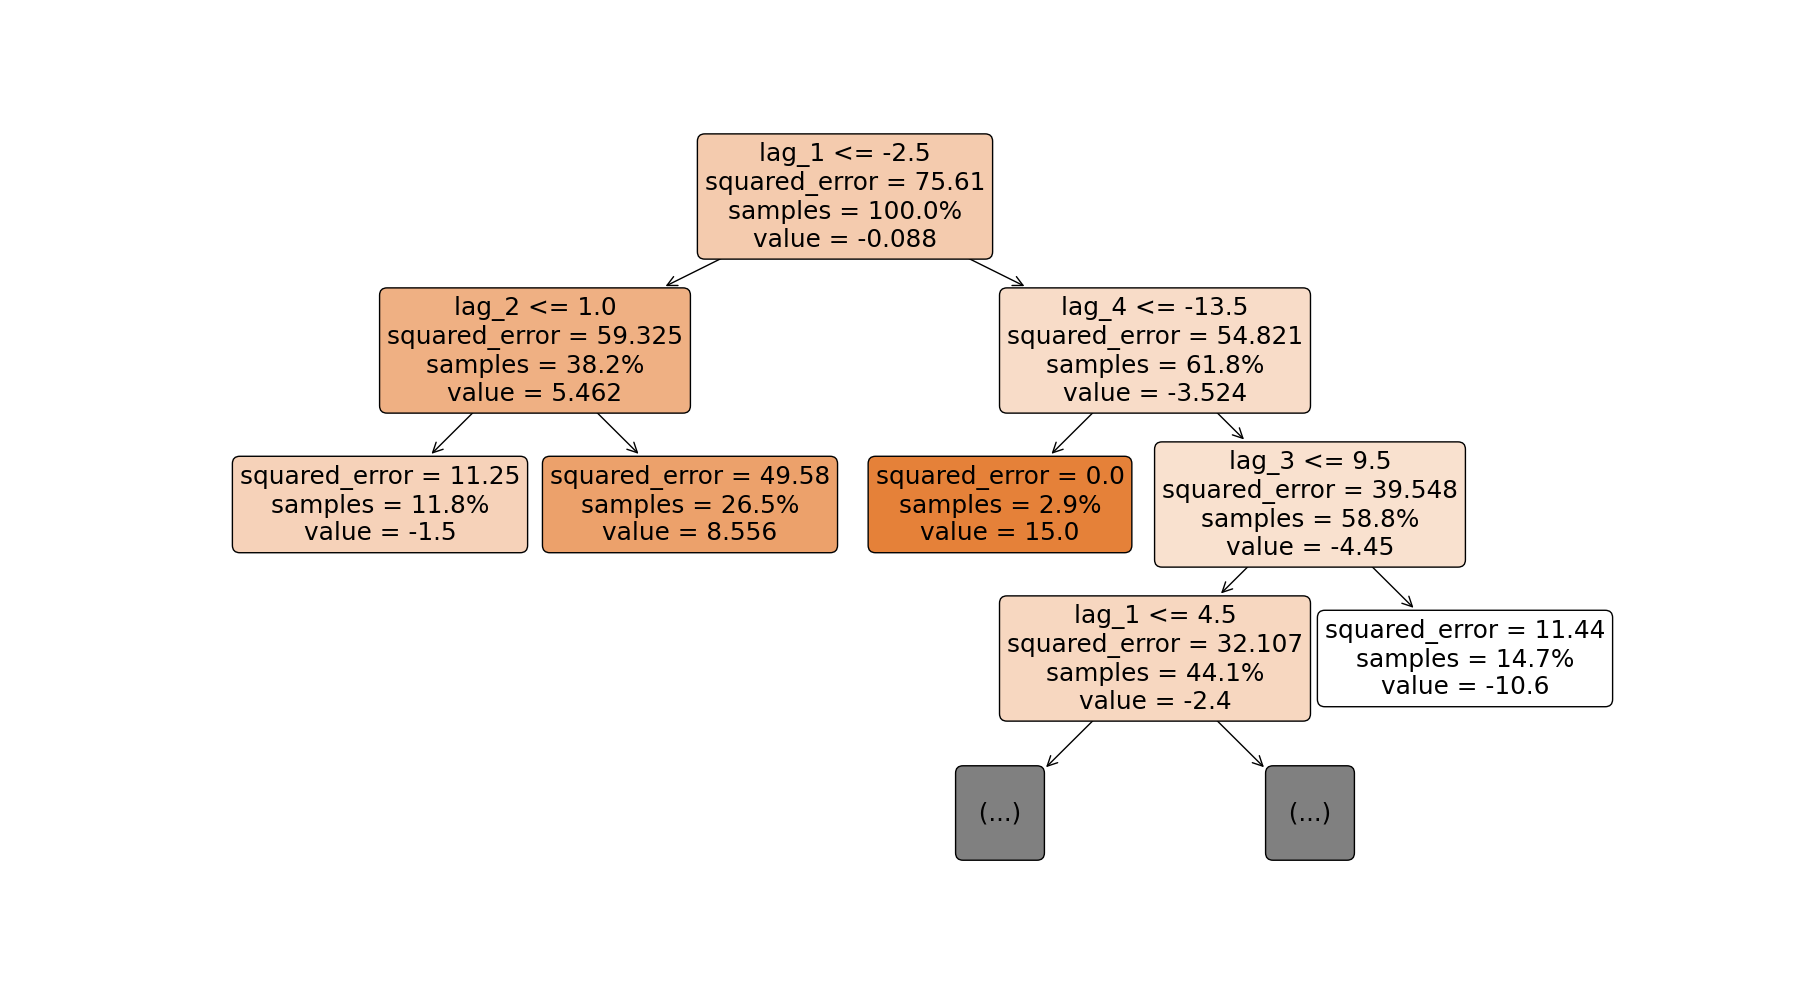 lag_1 <= -2.5
squared_error = 75.61
samples = 100.0%
value = -0.088
lag_2 <= 1.0
squared_error = 59.325
samples = 38.2%
value = 5.462
lag_4 <= -13.5
squared_error = 54.821
samples = 61.8%
value = -3.524
squared_error = 11.25
samples = 11.8%
value = -1.5
squared_error = 49.58
samples = 26.5%
value = 8.556
squared_error = 0.0
samples = 2.9%
value = 15.0
lag_3 <= 9.5
squared_error = 39.548
samples = 58.8%
value = -4.45
lag_1 <= 4.5
squared_error = 32.107
samples = 44.1%
value = -2.4
squared_error = 11.44
samples = 14.7%
value = -10.6
(...)
(...)